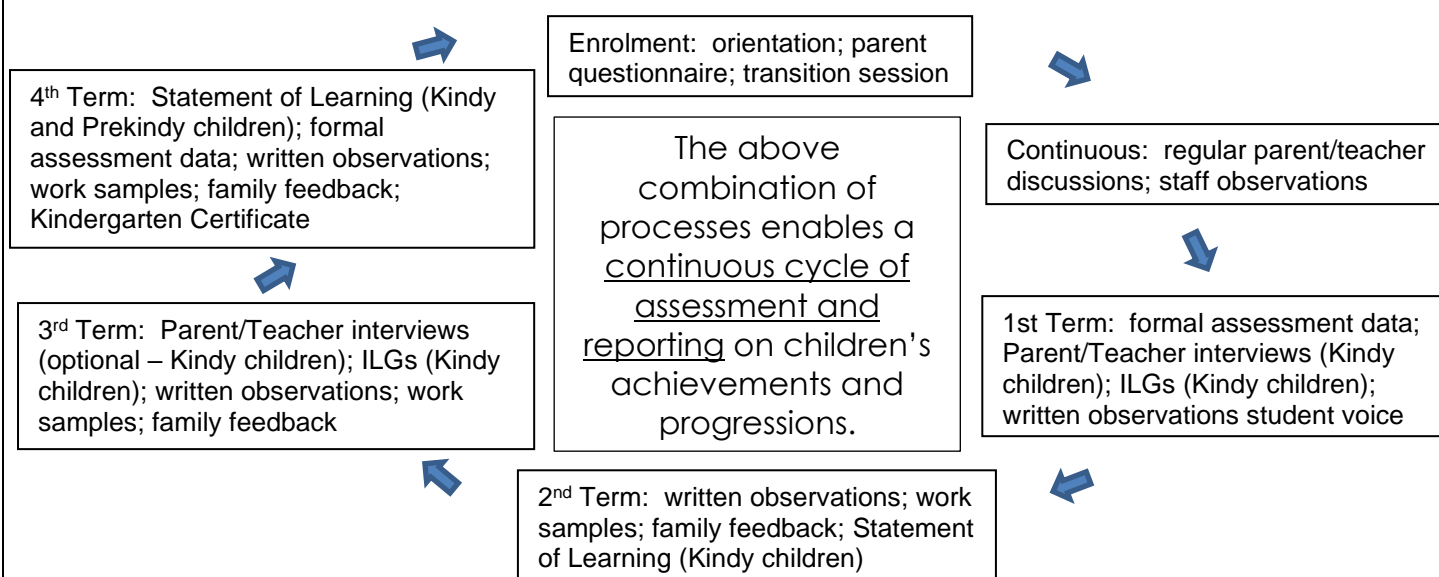 Enrolment:  orientation; parent
questionnaire; transition session
Continuous:  regular parent/teacher
discussions; staff observations
1st Term:  formal assessment data;
Parent/Teacher interviews (Kindy
children); ILGs (Kindy children);
written observations student voice
2nd Term:  written observations; work
samples; family feedback; Statement
of Learning (Kindy children)
3rd Term:  Parent/Teacher interviews
(optional – Kindy children); ILGs (Kindy
children); written observations; work
samples; family feedback
4th Term:  Statement of Learning (Kindy
and Prekindy children); formal
assessment data; written observations;
work samples; family feedback;
Kindergarten Certificate
The above
combination of
processes enables a
continuous cycle of
assessment and
reporting on children’s
achievements and
progressions.